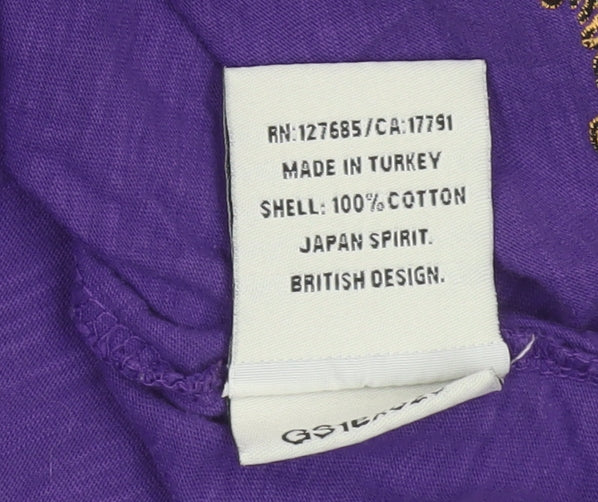 RN:127685/CA:17791
MADE IN TURKEY
SHELL: 100% COTTON
JAPAN SPIRIT.
BRITISH DESIGN.